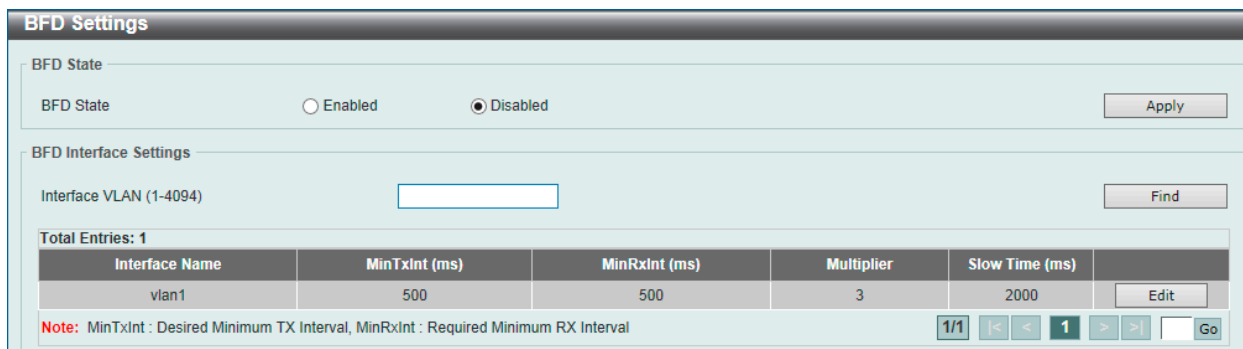 BFD Settings
BFD State
BFD State Enabled Disabled Apply
BFD Interface Settings
Interface VLAN (1-4094) Find
Total Entries: 1
Interface Name MinTxInt (ms) MinRxInt (ms) Multiplier Slow Time (ms)
vlan1 500 500 3 2000 Edit
Note: MinTxInt : Desired Minimum TX Interval, MinRxInt : Required Minimum RX Interval 1/1 |< < 1 > >| Go